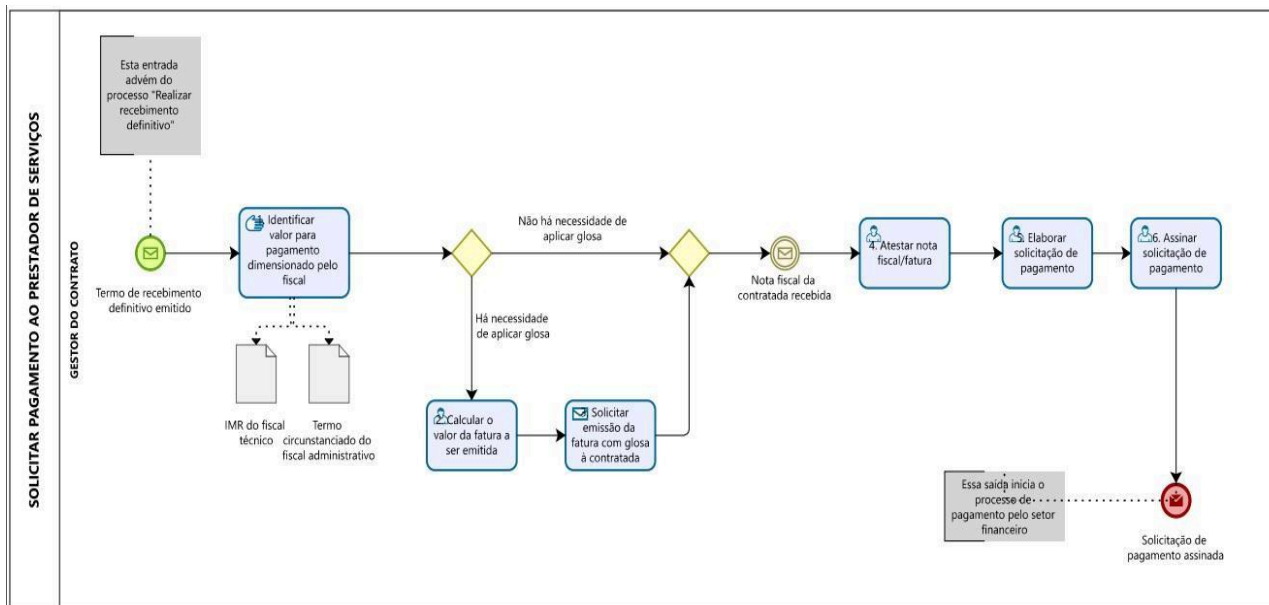 SOLICITAR PAGAMENTO AO PRESTADOR DE SERVIÇOS
GESTOR DO CONTRATO
Esta entrada
advém do
processo "Realizar
recebimento
definitivo"
Termo de recebimento
definitivo emitido
Identificar
valor para
pagamento
dimensionado pelo
fiscal
IMR do fiscal
técnico
Termo
circunstanciado do
fiscal administrativo
Não há necessidade de
aplicar glosa
Há necessidade
de aplicar glosa
2. Calcular o
valor da fatura a
ser emitida
Solicitar
emissão da
fatura com glosa
à contratada
Nota fiscal da
contratada recebida
4. Atestar nota
fiscal/fatura
5. Elaborar
solicitação de
pagamento
6. Assinar
solicitação de
pagamento
Essa saída inicia o
processo de
pagamento pelo setor
financeiro
Solicitação de
pagamento assinada